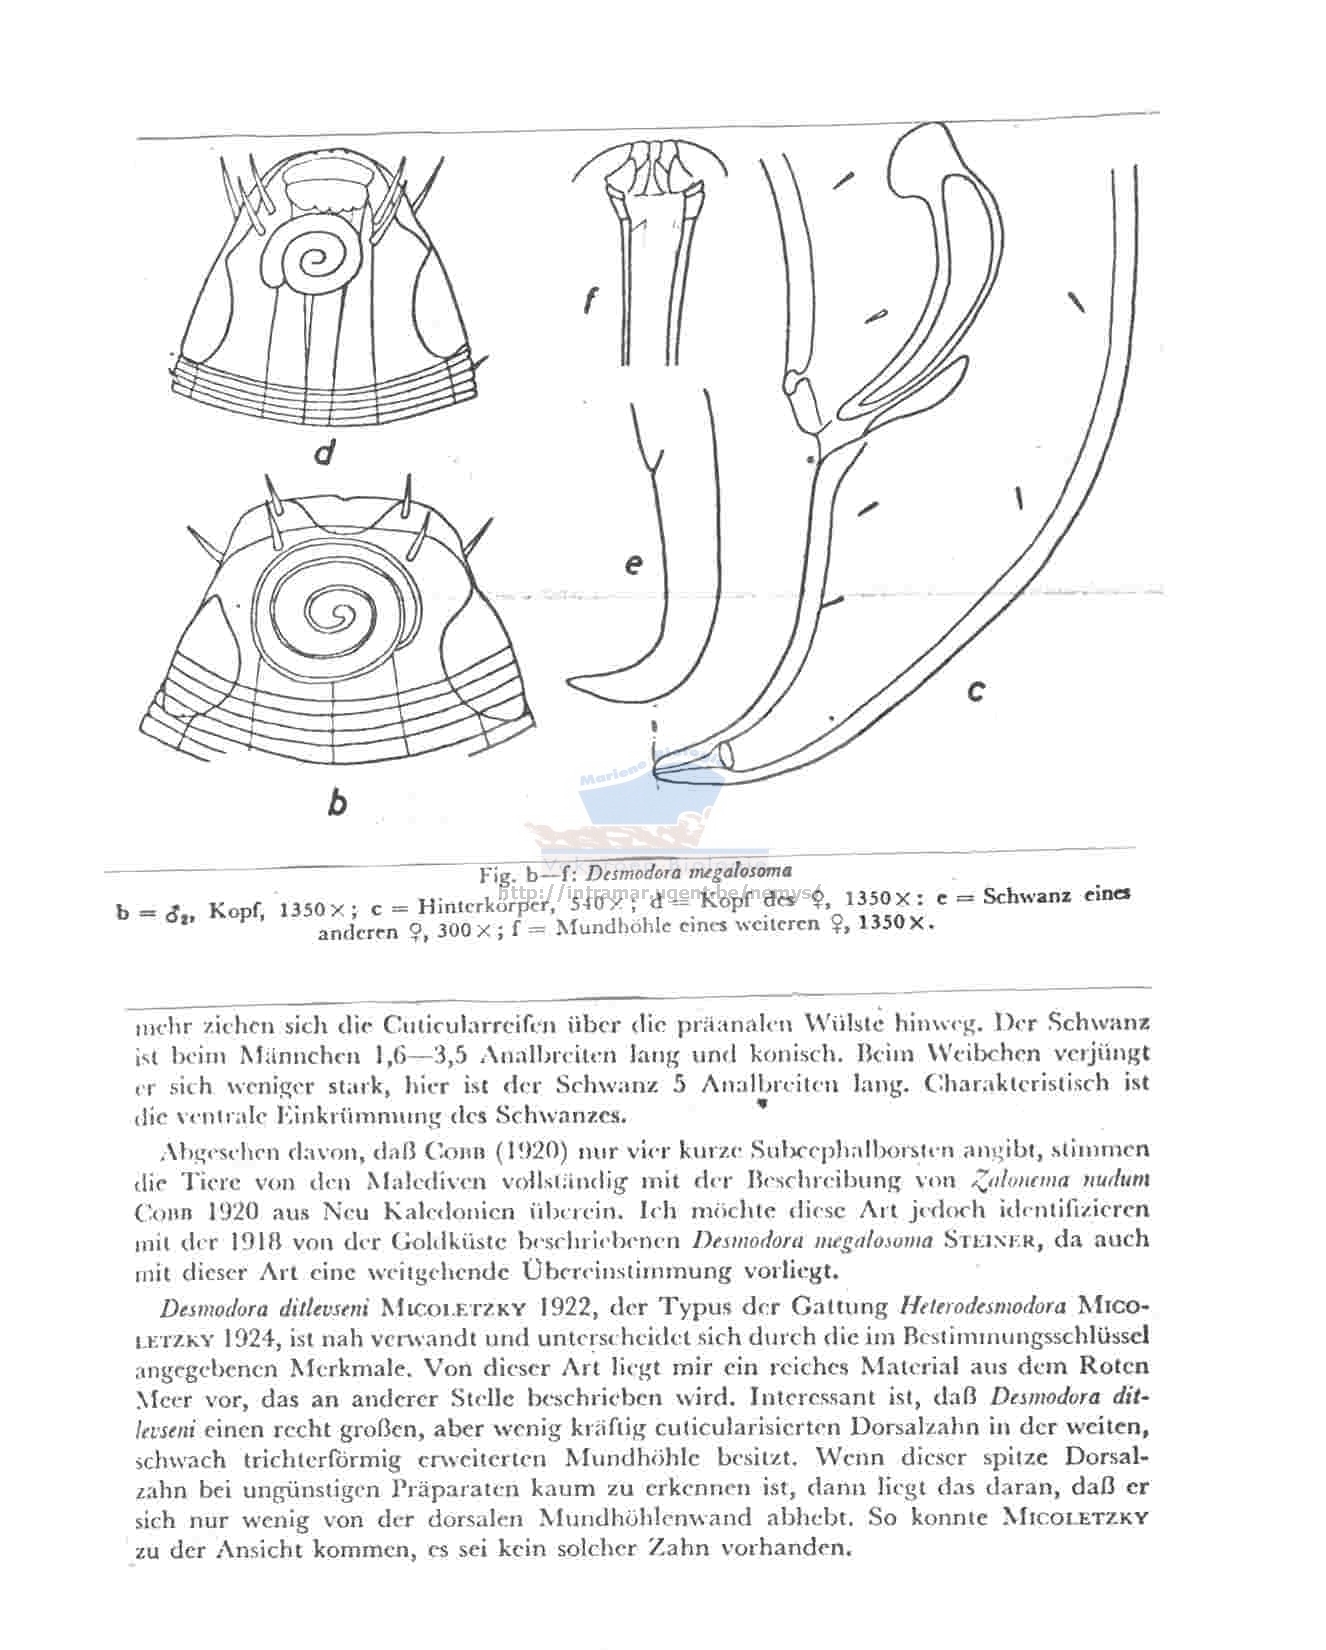 d
f
e
c
b
Mariene Biologie
Fig. b—f: Desmodora megalosoma
http://intramar.ugent.be/nemys/
b = ♂2, Kopf, 1350×; c = Hinterkörper, 540×; d = Kopf des ♀, 1350×: e = Schwanz eines
anderen ♀, 300×; f = Mundhöhle eines weiteren ♀, 1350×.
mehr ziehen sich die Cuticularreifen über die präanalen Wülste hinweg. Der Schwanz
ist beim Männchen 1,6—3,5 Analbreiten lang und konisch. Beim Weibchen verjüngt
er sich weniger stark, hier ist der Schwanz 5 Analbreiten lang. Charakteristisch ist
die ventrale Einkrümmung des Schwanzes.
Abgesehen davon, daß COBB (1920) nur vier kurze Subcephalborsten angibt, stimmen
die Tiere von den Malediven vollständig mit der Beschreibung von Zalonema nudum
COBB 1920 aus Neu Kaledonien überein. Ich möchte diese Art jedoch identifizieren
mit der 1918 von der Goldküste beschriebenen Desmodora megalosoma STEINER, da auch
mit dieser Art eine weitgehende Übereinstimmung vorliegt.
Desmodora ditlevseni MICOLETZKY 1922, der Typus der Gattung Heterodesmodora MICO-
LETZKY 1924, ist nah verwandt und unterscheidet sich durch die im Bestimmungsschlüssel
angegebenen Merkmale. Von dieser Art liegt mir ein reiches Material aus dem Roten
Meer vor, das an anderer Stelle beschrieben wird. Interessant ist, daß Desmodora dit-
levseni einen recht großen, aber wenig kräftig cuticularisierten Dorsalzahn in der weiten,
schwach trichterförmig erweiterten Mundhöhle besitzt. Wenn dieser spitze Dorsal-
zahn bei ungünstigen Präparaten kaum zu erkennen ist, dann liegt das daran, daß er
sich nur wenig von der dorsalen Mundhöhlenwand abhebt. So konnte MICOLETZKY
zu der Ansicht kommen, es sei kein solcher Zahn vorhanden.